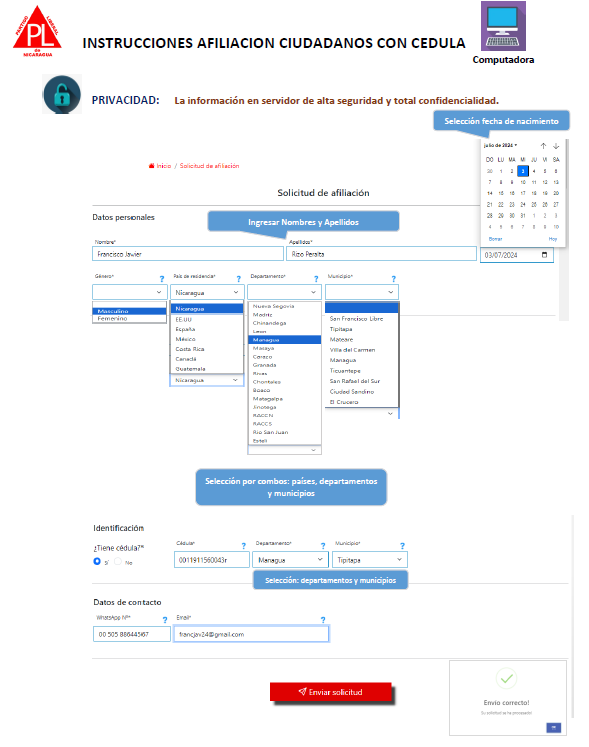 PARTIDO LIBERAL
PL
de
NICARAGUA
INSTRUCCIONES AFILIACION CIUDADANOS CON CEDULA
Computadora
PRIVACIDAD: La información en servidor de alta seguridad y total confidencialidad.
Selección fecha de nacimiento
julio de 2024
DO LU MA MI JU VI SA
30 1 2 3 4 5 6
7 8 9 10 11 12 13
14 15 16 17 18 19 20
21 22 23 24 25 26 27
28 29 30 31 1 2 3
4 5 6 7 8 9 10
Borrar Hoy
Inicio / Solicitud de afiliación
Solicitud de afiliación
Datos personales
Ingresar Nombres y Apellidos
Nombre* Apellidos*
Francisco Javier Rizo Peralta 03/07/2024
Género* ? País de residencia* ? Departamento* ? Municipio* ?
Nicaragua
Masculino
Femenino
Nicaragua
EE.UU
España
México
Costa Rica
Canadá
Guatemala
Nicaragua
Nueva Segovia
Madriz
Chinandega
Leon
Managua
Masaya
Carazo
Granada
Rivas
Chontales
Boaco
Matagalpa
Jinotega
RACCN
RACCS
Rio San Juan
Esteli
San Francisco Libre
Tipitapa
Mateare
Villa del Carmen
Managua
Ticuantepe
San Rafael del Sur
Ciudad Sandino
El Crucero
Selección por combos: países, departamentos
y municipios
Identificación
¿Tiene cédula?* Cédula* ? Departamento* ? Municipio* ?
Sí No 0011911560043r Managua Tipitapa
Selección: departamentos y municipios
Datos de contacto
WhatsApp Nº* ? Email* ?
00 505 88644567 francjav24@gmail.com
Enviar solicitud
Envío correcto!
Su solicitud se ha procesado!